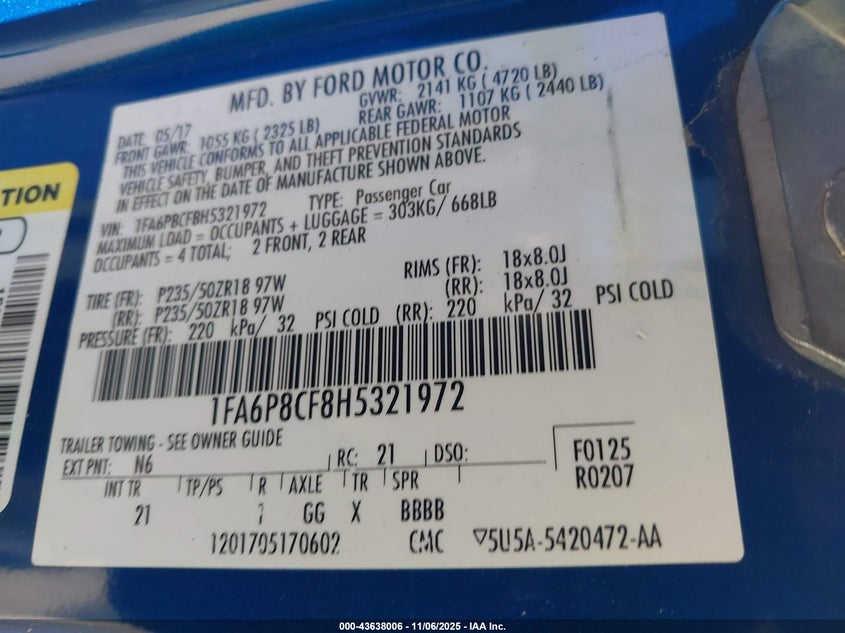 MFD. BY FORD MOTOR CO.
DATE: 05/17 GVWR: 2141 KG ( 4720 LB)
FRONT GAWR: 1055 KG ( 2325 LB) REAR GAWR: 1107 KG ( 2440 LB)
THIS VEHICLE CONFORMS TO ALL APPLICABLE FEDERAL MOTOR
VEHICLE SAFETY, BUMPER, AND THEFT PREVENTION STANDARDS
IN EFFECT ON THE DATE OF MANUFACTURE SHOWN ABOVE.
VIN: 1FA6P8CF8H5321972 TYPE: Passenger Car
MAXIMUM LOAD = OCCUPANTS + LUGGAGE = 303KG/ 668LB
OCCUPANTS = 4 TOTAL; 2 FRONT, 2 REAR
TIRE (FR): P235/50ZR18 97W RIMS (FR): 18x8.0J
(RR): P235/50ZR18 97W (RR): 18x8.0J
PRESSURE (FR): 220 kPa/ 32 PSI COLD (RR): 220 kPa/ 32 PSI COLD
1FA6P8CF8H5321972
TRAILER TOWING - SEE OWNER GUIDE
EXT PNT: N6 RC: 21 DSO: F0125
R0207
INT TR TP/PS R AXLE TR SPR
21 GG X BBBB
1201705170602 CMC ▽5U5A-5420472-AA
TION
000-43638006 - 11/06/2025 - IAA Inc.